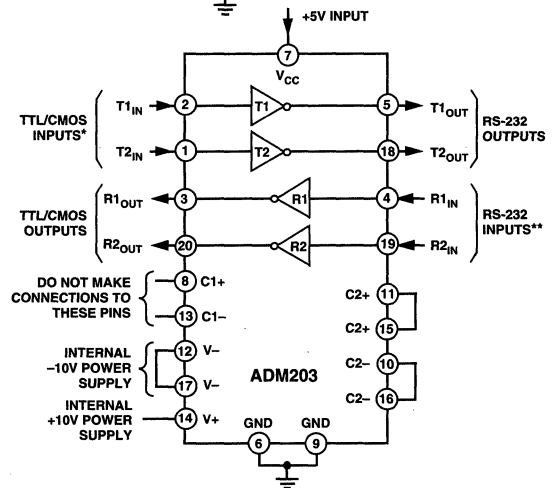 +5V INPUT
7
VCC
TTL/CMOS
INPUTS*
T1IN
2
T1
5
T1OUT
RS-232
OUTPUTS
T2IN
1
T2
18
T2OUT
TTL/CMOS
OUTPUTS
R1OUT
3
R1
4
R1IN
RS-232
INPUTS**
R2OUT
20
R2
19
R2IN
DO NOT MAKE
CONNECTIONS TO
THESE PINS
8
C1+
13
C1–
11
C2+
15
C2+
INTERNAL
–10V POWER
SUPPLY
12
V–
17
V–
10
C2–
16
C2–
ADM203
INTERNAL
+10V POWER
SUPPLY
14
V+
GND
GND
6
9